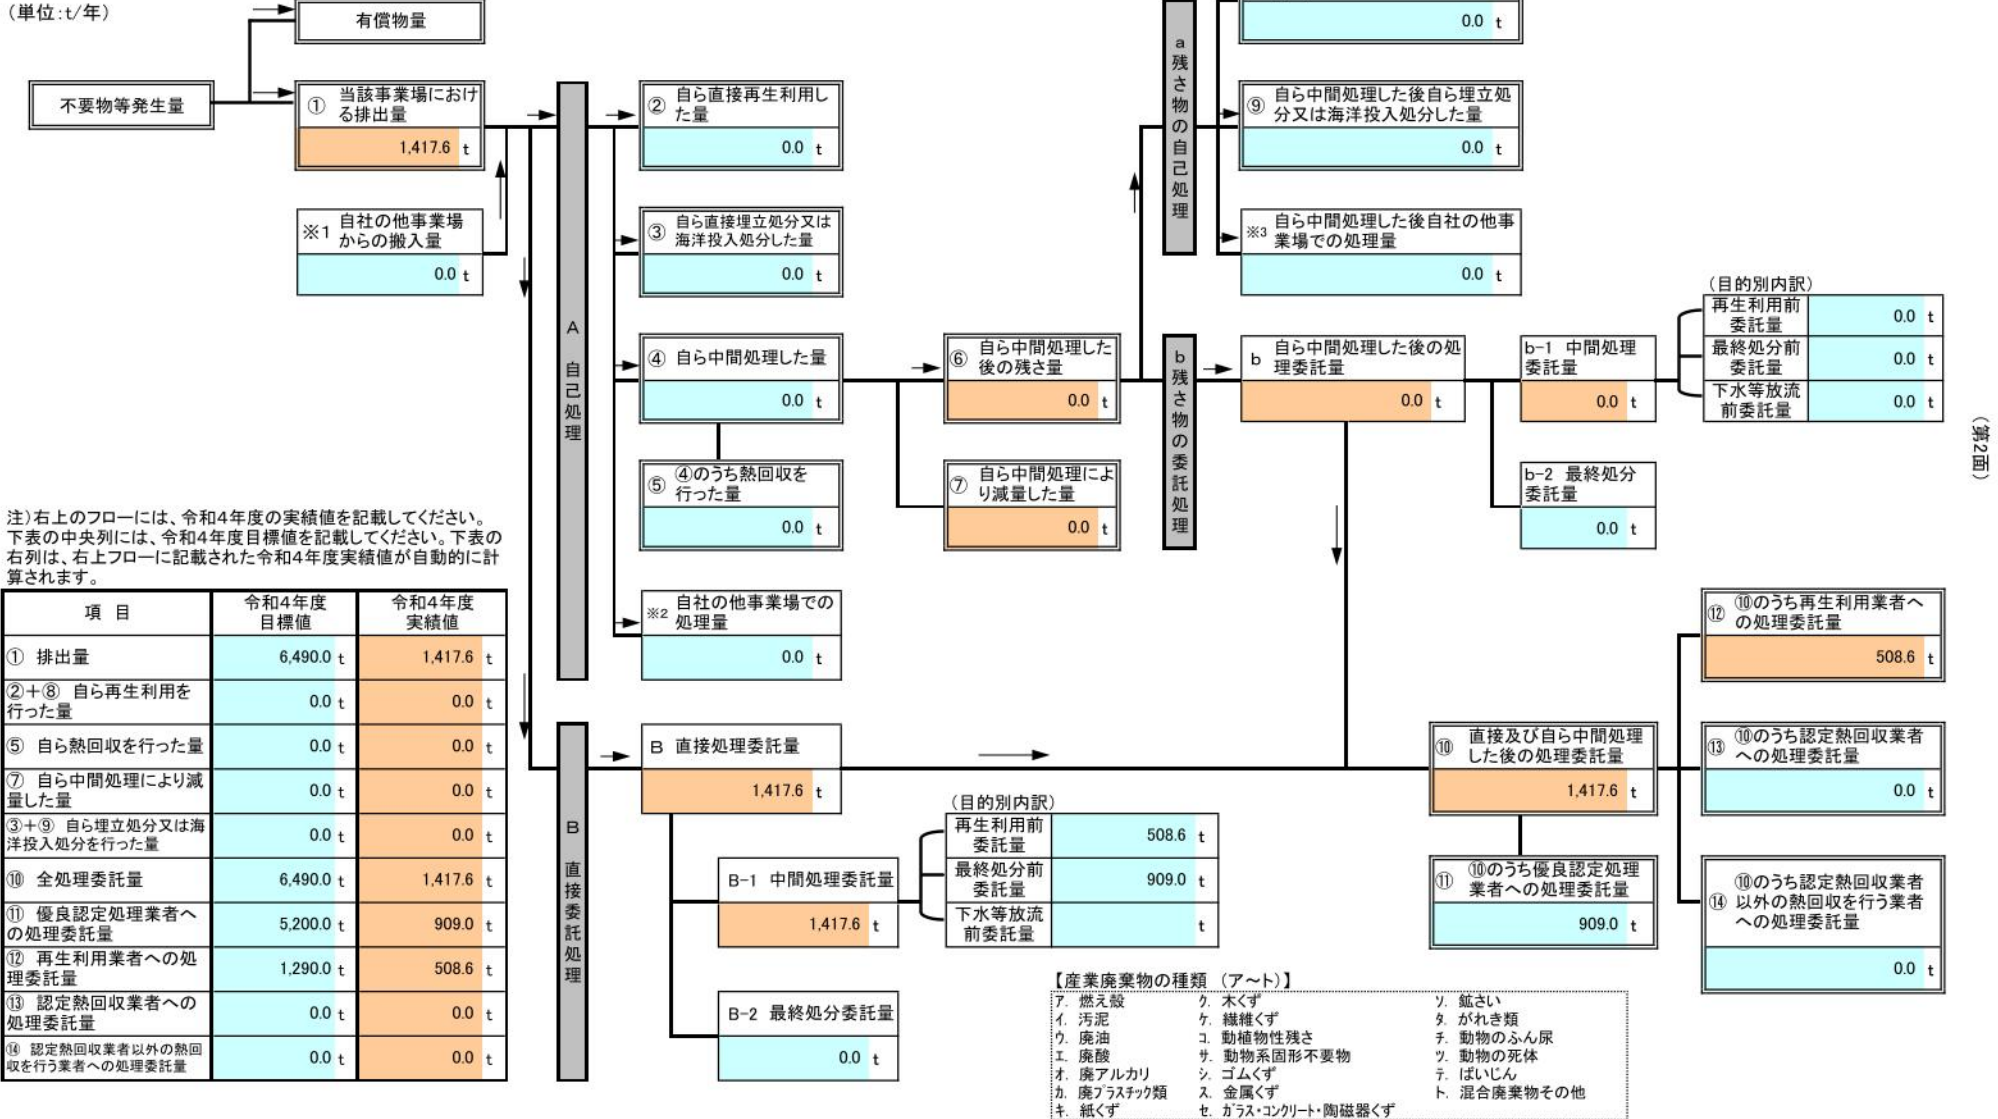 (単位:t/年)
有償物量
不要物等発生量
① 当該事業場におけ
る排出量
1,417.6 t
※1 自社の他事業場
からの搬入量
0.0 t
A 自己処理
② 自ら直接再生利用し
た量
0.0 t
③ 自ら直接埋立処分又は
海洋投入処分した量
0.0 t
④ 自ら中間処理した量
0.0 t
⑤ ④のうち熱回収を
行った量
0.0 t
※2 自社の他事業場での
処理量
0.0 t
⑥ 自ら中間処理した
後の残さ量
0.0 t
⑦ 自ら中間処理によ
り減量した量
0.0 t
a残さ物の自己処理
0.0 t
⑨ 自ら中間処理した後自ら埋立処
分又は海洋投入処分した量
0.0 t
※3 自ら中間処理した後自社の他事
業場での処理量
0.0 t
b残さ物の委託処理
b 自ら中間処理した後の処
理委託量
0.0 t
b-1 中間処理
委託量
0.0 t
b-2 最終処分
委託量
0.0 t
(目的別内訳)
再生利用前
委託量
0.0 t
最終処分前
委託量
0.0 t
下水等放流
前委託量
0.0 t
(第2面)
注)右上のフローには、令和4年度の実績値を記載してください。
下表の中央列には、令和4年度目標値を記載してください。下表の
右列は、右上フローに記載された令和4年度実績値が自動的に計
算されます。
項 目 令和4年度
目標値 令和4年度
実績値
① 排出量 6,490.0 t 1,417.6 t
②+⑧ 自ら再生利用を
行った量 0.0 t 0.0 t
⑤ 自ら熱回収を行った量 0.0 t 0.0 t
⑦ 自ら中間処理により減
量した量 0.0 t 0.0 t
③+⑨ 自ら埋立処分又は海
洋投入処分を行った量 0.0 t 0.0 t
⑩ 全処理委託量 6,490.0 t 1,417.6 t
⑪ 優良認定処理業者へ
の処理委託量 5,200.0 t 909.0 t
⑫ 再生利用業者への処
理委託量 1,290.0 t 508.6 t
⑬ 認定熱回収業者への
処理委託量 0.0 t 0.0 t
⑭ 認定熱回収業者以外の熱回
収を行う業者への処理委託量 0.0 t 0.0 t
B 直接委託処理
B 直接処理委託量
1,417.6 t
B-1 中間処理委託量
1,417.6 t
B-2 最終処分委託量
0.0 t
(目的別内訳)
再生利用前
委託量
508.6 t
最終処分前
委託量
909.0 t
下水等放流
前委託量
t
⑩ 直接及び自ら中間処理
した後の処理委託量
1,417.6 t
⑪ ⑩のうち優良認定処理
業者への処理委託量
909.0 t
⑫ ⑩のうち再生利用業者へ
の処理委託量
508.6 t
⑬ ⑩のうち認定熱回収業者
への処理委託量
0.0 t
⑭ ⑩のうち認定熱回収業者
以外の熱回収を行う業者
への処理委託量
0.0 t
【産業廃棄物の種類 (ア~ト)】
ア. 燃え殻 ク. 木くず ソ. 鉱さい
イ. 汚泥 ケ. 繊維くず タ. がれき類
ウ. 廃油 コ. 動植物性残さ チ. 動物のふん尿
エ. 廃酸 サ. 動物系固形不要物 ツ. 動物の死体
オ. 廃アルカリ シ. ゴムくず テ. ばいじん
カ. 廃プラスチック類 ス. 金属くず ト. 混合廃棄物その他
キ. 紙くず セ. ガラス・コンクリート・陶磁器くず